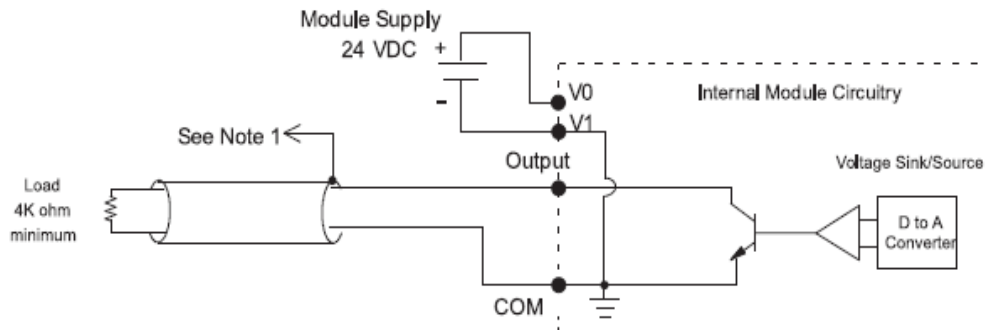 Module Supply
24 VDC
+
-
V0
V1
Internal Module Circuitry
See Note 1
Output
Voltage Sink/Source
Load
4K ohm
minimum
D to A
Converter
COM